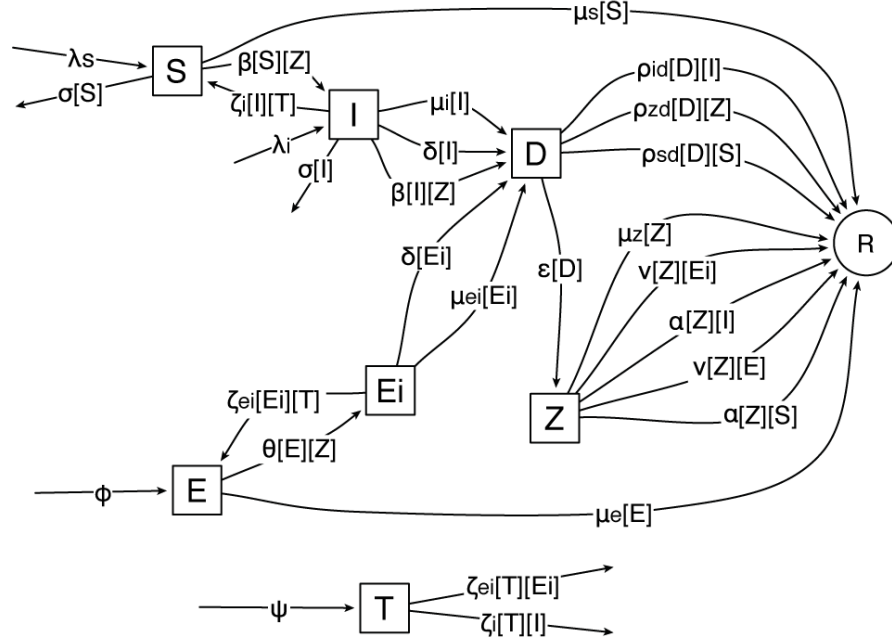 μs[S]
λs
S
β[S][Z]
σ[S]
ζi[I][T]
I
μi[I]
λi
δ[I]
σ[I]
β[I][Z]
D
ρid[D][I]
ρzd[D][Z]
ρsd[D][S]
R
δ[Ei]
μei[Ei]
ε[D]
μz[Z]
ν[Z][Ei]
α[Z][I]
ν[Z][E]
α[Z][S]
Ei
Z
ζei[Ei][T]
θ[E][Z]
ϕ
E
μe[E]
ψ
T
ζei[T][Ei]
ζi[T][I]